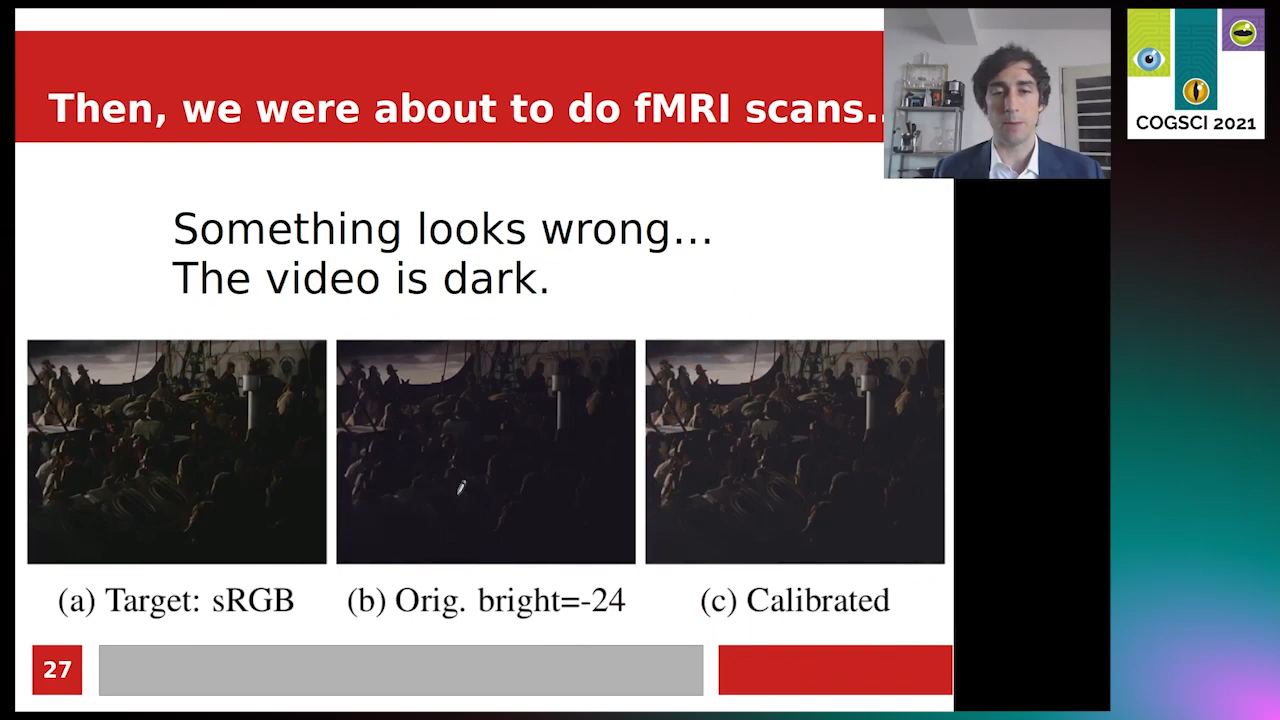 Then, we were about to do fMRI scans..
COGSCI 2021
Something looks wrong...
The video is dark.
(a) Target: sRGB
(b) Orig. bright=-24
(c) Calibrated
27